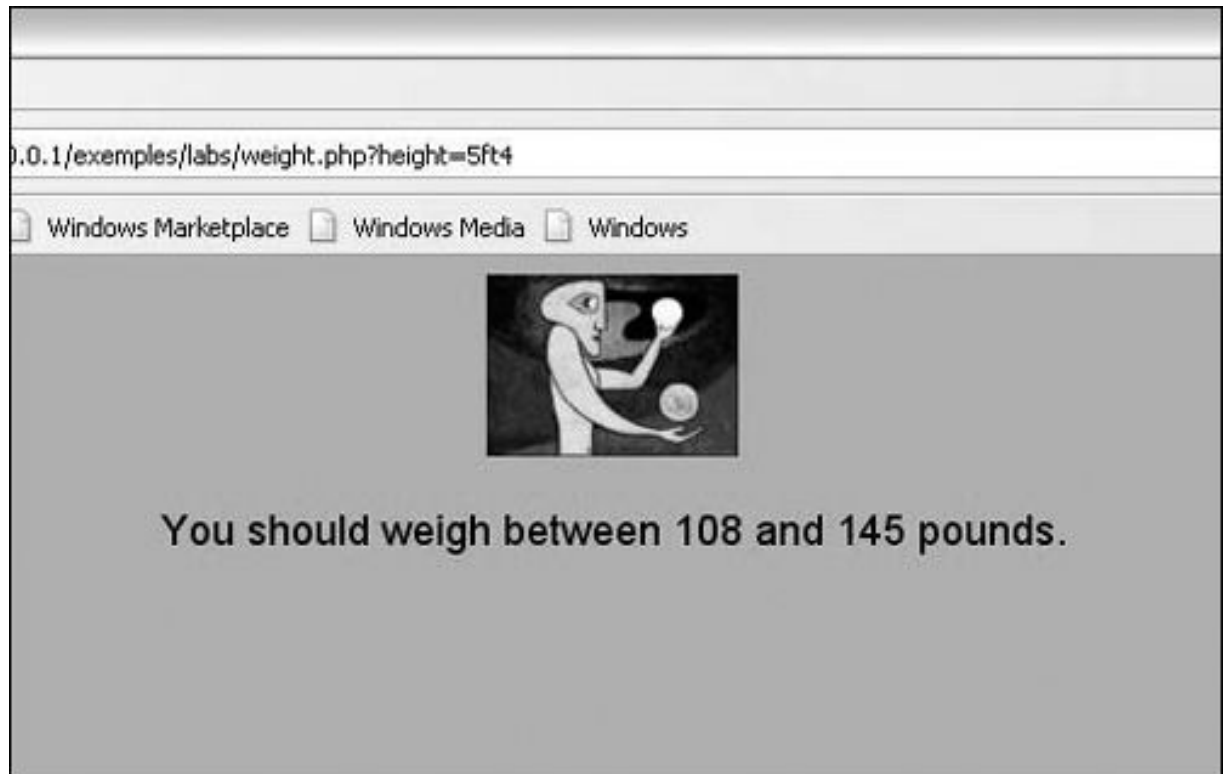 .0.1/exemples/labs/weight.php?height=5ft4
Windows Marketplace Windows Media Windows
You should weigh between 108 and 145 pounds.